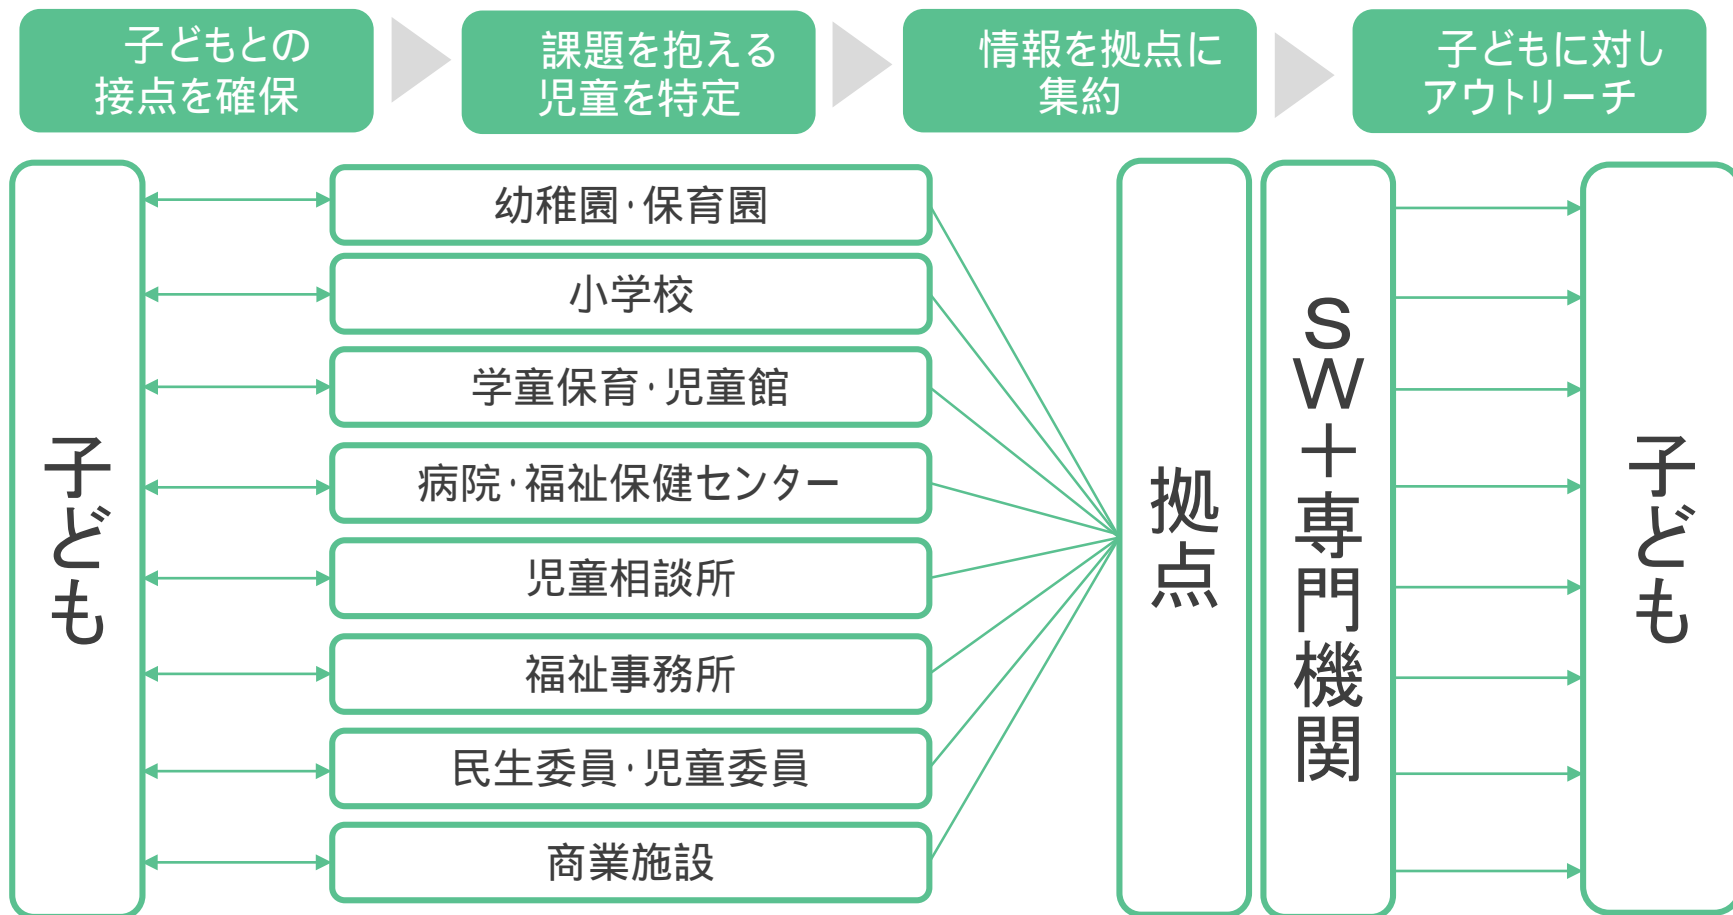 子どもとの
接点を確保
課題を抱える
児童を特定
情報を拠点に
集約
子どもに対し
アウトリーチ
子ども
幼稚園・保育園
小学校
学童保育・児童館
病院・福祉保健センター
児童相談所
福祉事務所
民生委員・児童委員
商業施設
拠点
SW＋専門機関
子ども